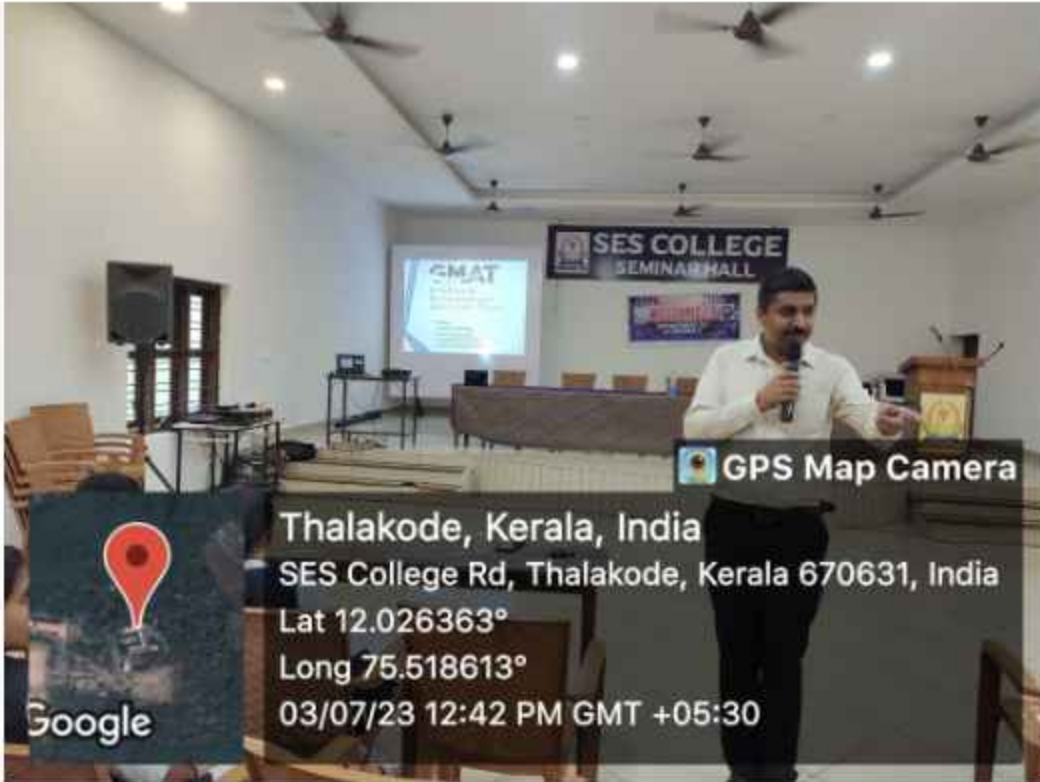 GMAT
SES COLLEGE
SEMINAR HALL
GPS Map Camera
Thalakode, Kerala, India
SES College Rd, Thalakode, Kerala 670631, India
Lat 12.026363°
Long 75.518613°
03/07/23 12:42 PM GMT +05:30
Google